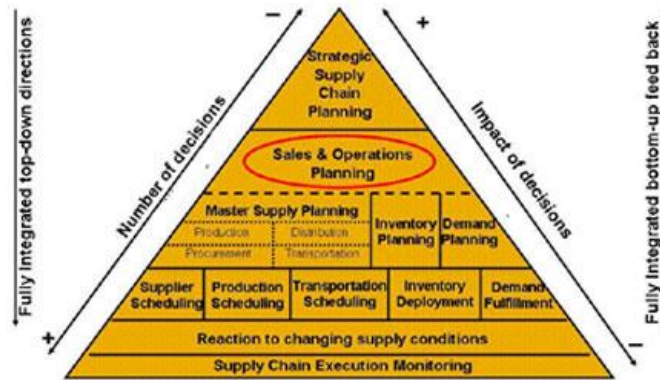 Strategic
Supply
Chain
Planning
Sales & Operations
Planning
Master Supply Planning
Production
Distribution
Procurement
Transportation
Inventory
Planning
Demand
Planning
Supplier
Scheduling
Production
Scheduling
Transportation
Scheduling
Inventory
Deployment
Demand
Fulfillment
Reaction to changing supply conditions
Supply Chain Execution Monitoring
Fully Integrated top-down directions
Number of decisions
−
+
Impact of decisions
+
−
Fully Integrated bottom-up feed back